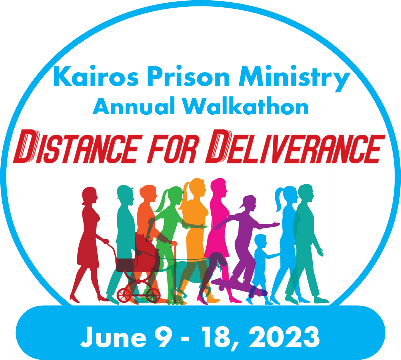 Kairos Prison Ministry
Annual Walkathon
DISTANCE FOR DELIVERANCE
June 9 - 18, 2023